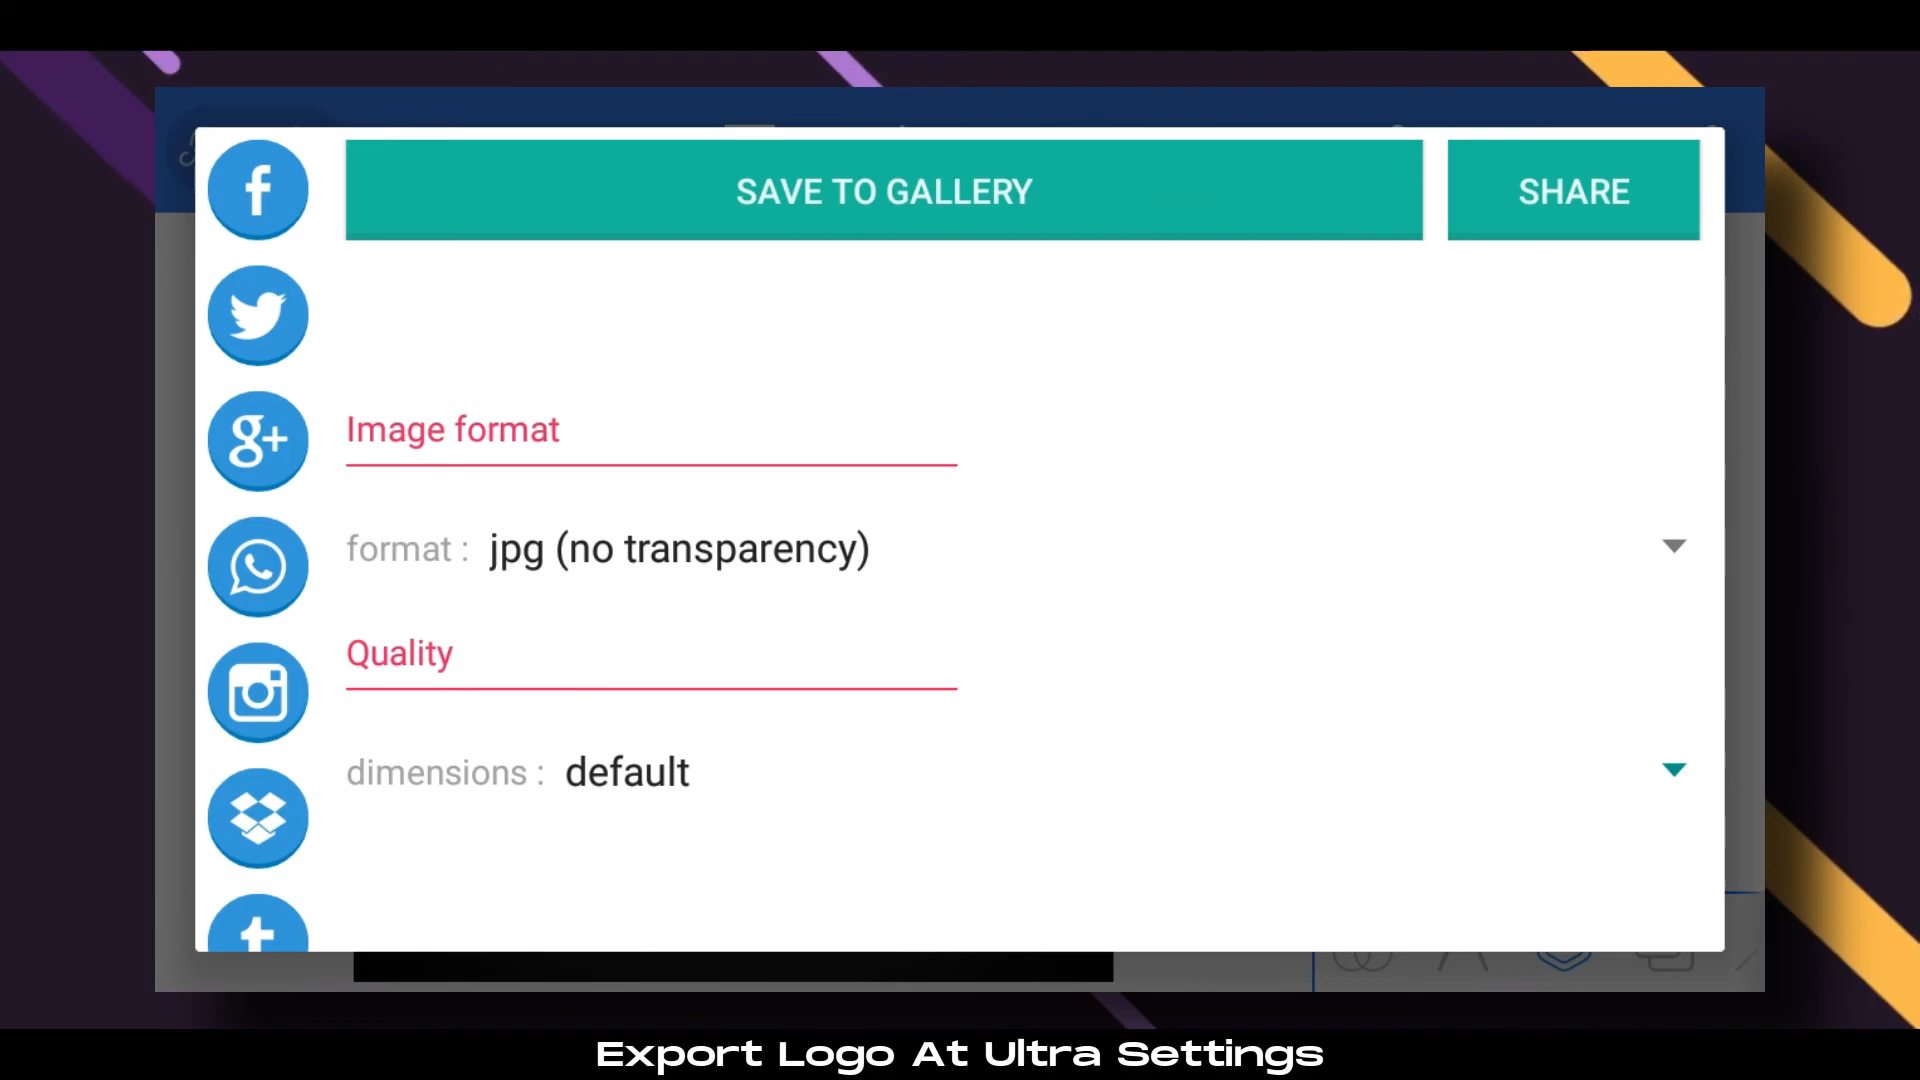 SAVE TO GALLERY
SHARE
Image format
format : jpg (no transparency)
Quality
dimensions : default
Export Logo At Ultra Settings